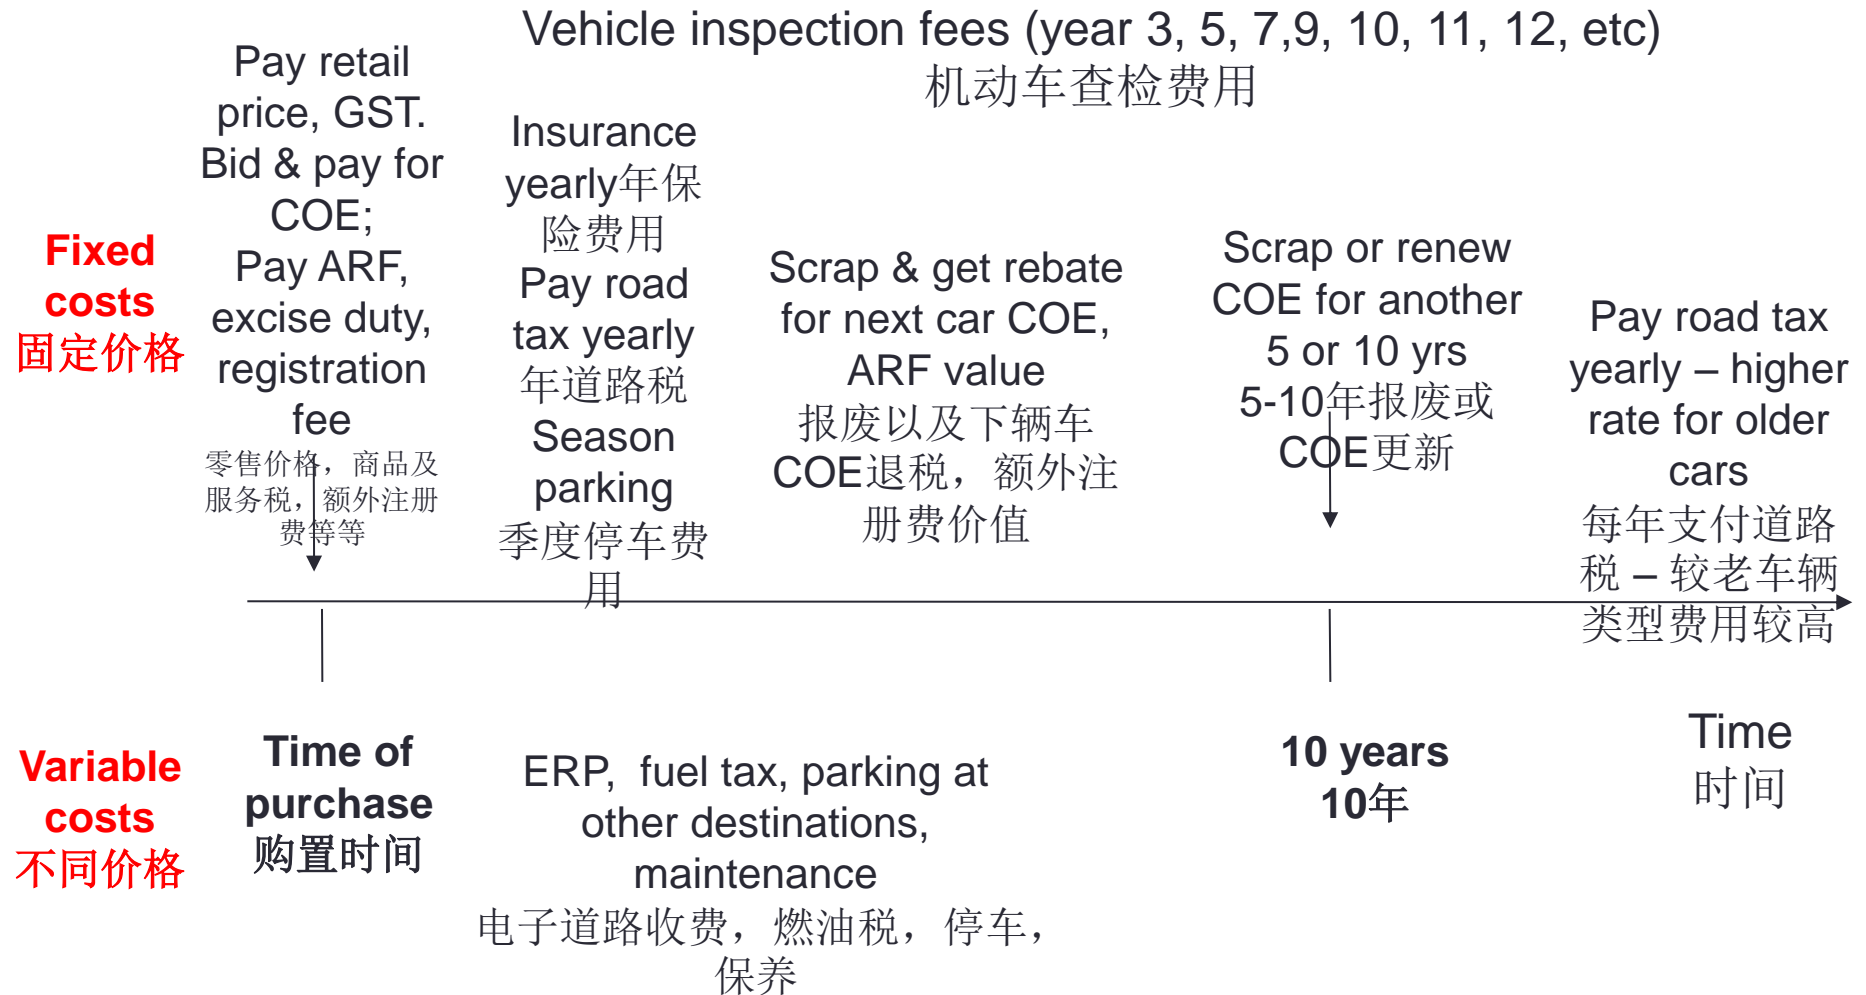 Vehicle inspection fees (year 3, 5, 7,9, 10, 11, 12, etc)
机动车查检费用
Fixed
costs
固定价格
Pay retail
price, GST.
Bid & pay for
COE;
Pay ARF,
excise duty,
registration
fee
零售价格，商品及
服务税，额外注册
费等等
Insurance
yearly年保
险费用
Pay road
tax yearly
年道路税
Season
parking
季度停车费
用
Scrap & get rebate
for next car COE,
ARF value
报废以及下辆车
COE退税，额外注
册费价值
Scrap or renew
COE for another
5 or 10 yrs
5-10年报废或
COE更新
Pay road tax
yearly – higher
rate for older
cars
每年支付道路
税 – 较老车辆
类型费用较高
Variable
costs
不同价格
Time of
purchase
购置时间
ERP,  fuel tax, parking at
other destinations,
maintenance
电子道路收费，燃油税，停车，
保养
10 years
10年
Time
时间